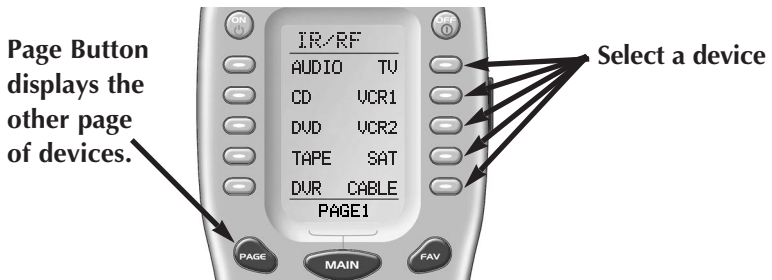 Page Button
displays the
other page
of devices.
ON
OFF
IR/RF
AUDIO TV
CD VCR1
DVD VCR2
TAPE SAT
DVR CABLE
PAGE1
PAGE
MAIN
FAV
Select a device